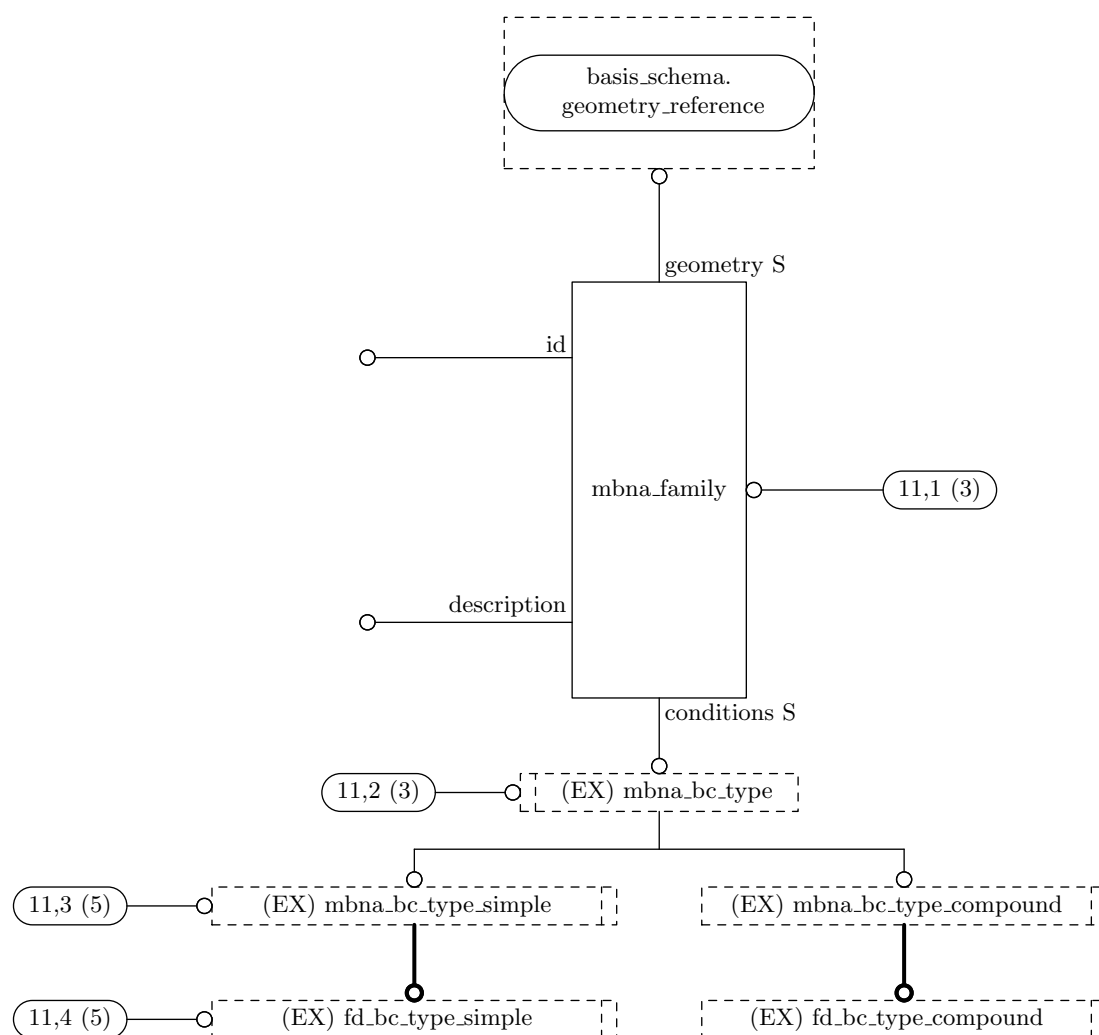 basis_schema.
geometry_reference
geometry S
id
mbna_family
11,1 (3)
description
conditions S
11,2 (3)
(EX) mbna_bc_type
11,3 (5)
(EX) mbna_bc_type_simple
(EX) mbna_bc_type_compound
11,4 (5)
(EX) fd_bc_type_simple
(EX) fd_bc_type_compound